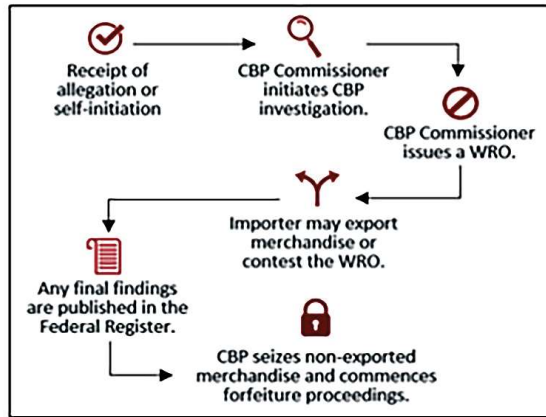 Receipt of
allegation or
self-initiation
CBP Commissioner
initiates CBP
investigation.
CBP Commissioner
issues a WRO.
Importer may export
merchandise or
contest the WRO.
Any final findings
are published in the
Federal Register.
CBP seizes non-exported
merchandise and commences
forfeiture proceedings.